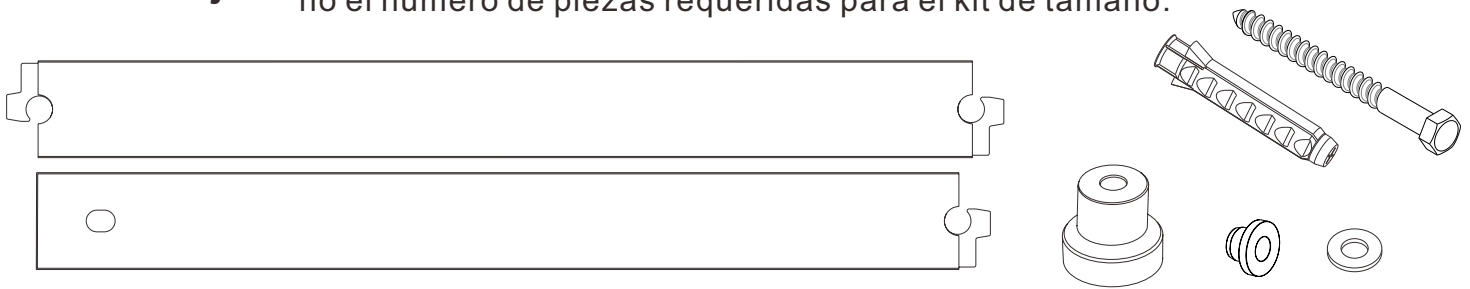 no el número de piezas requeridas para el kit de tamaño.